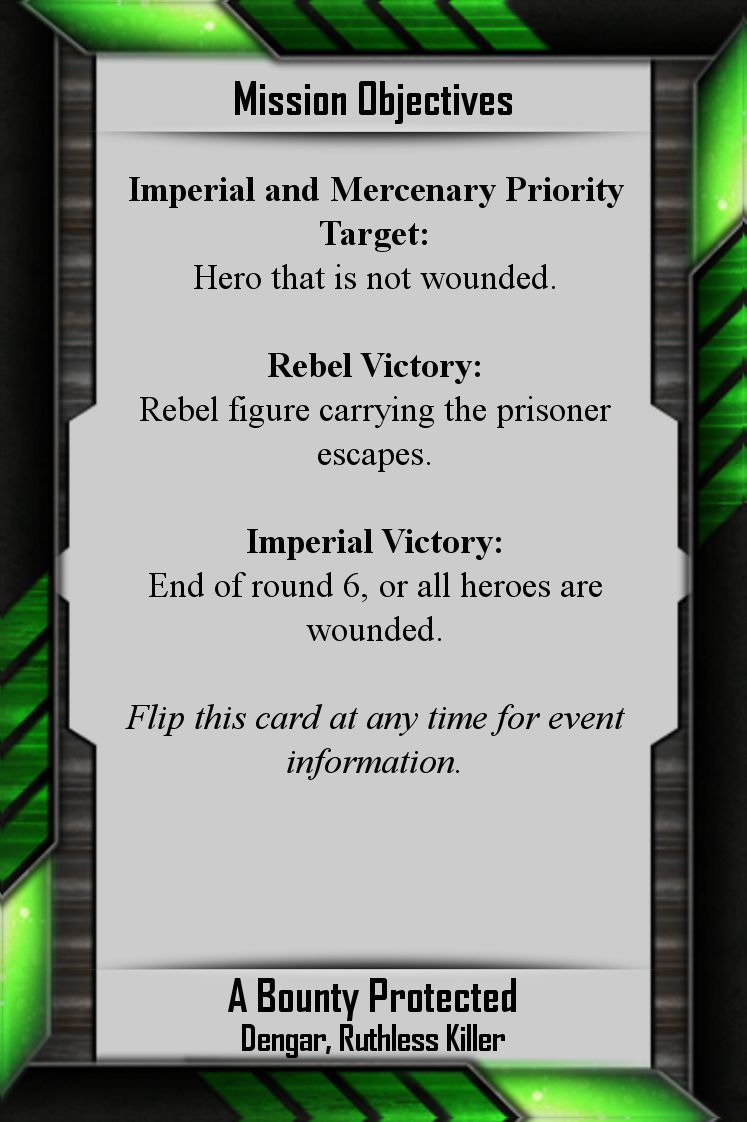 Mission Objectives
Imperial and Mercenary Priority
Target:
Hero that is not wounded.
Rebel Victory:
Rebel figure carrying the prisoner
escapes.
Imperial Victory:
End of round 6, or all heroes are
wounded.
Flip this card at any time for event
information.
A Bounty Protected
Dengar, Ruthless Killer